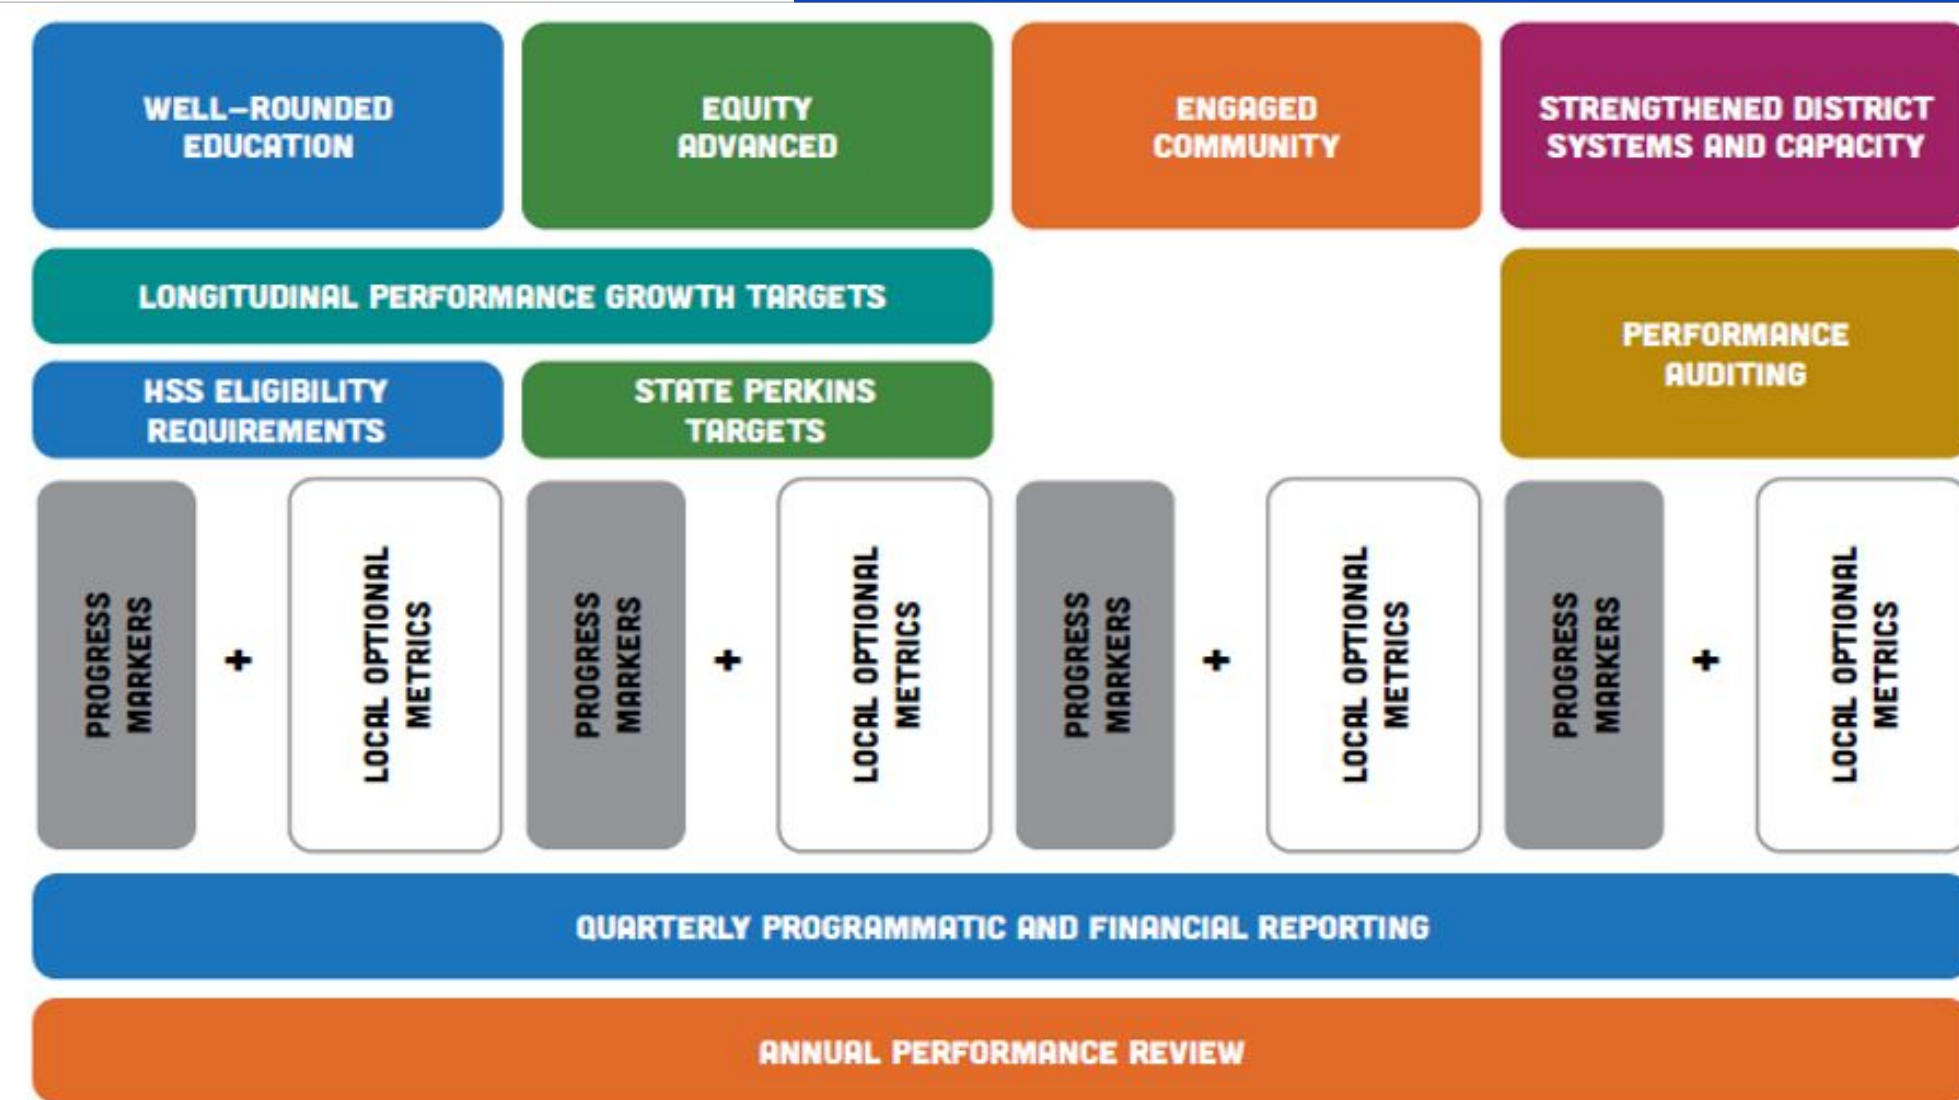 WELL-ROUNDED
EDUCATION
EQUITY
ADVANCED
ENGAGED
COMMUNITY
STRENGTHENED DISTRICT
SYSTEMS AND CAPACITY
LONGITUDINAL PERFORMANCE GROWTH TARGETS
PERFORMANCE
AUDITING
HSS ELIGIBILITY
REQUIREMENTS
STATE PERKINS
TARGETS
PROGRESS
MARKERS
+
LOCAL OPTIONAL
METRICS
PROGRESS
MARKERS
+
LOCAL OPTIONAL
METRICS
PROGRESS
MARKERS
+
LOCAL OPTIONAL
METRICS
PROGRESS
MARKERS
+
LOCAL OPTIONAL
METRICS
QUARTERLY PROGRAMMATIC AND FINANCIAL REPORTING
ANNUAL PERFORMANCE REVIEW